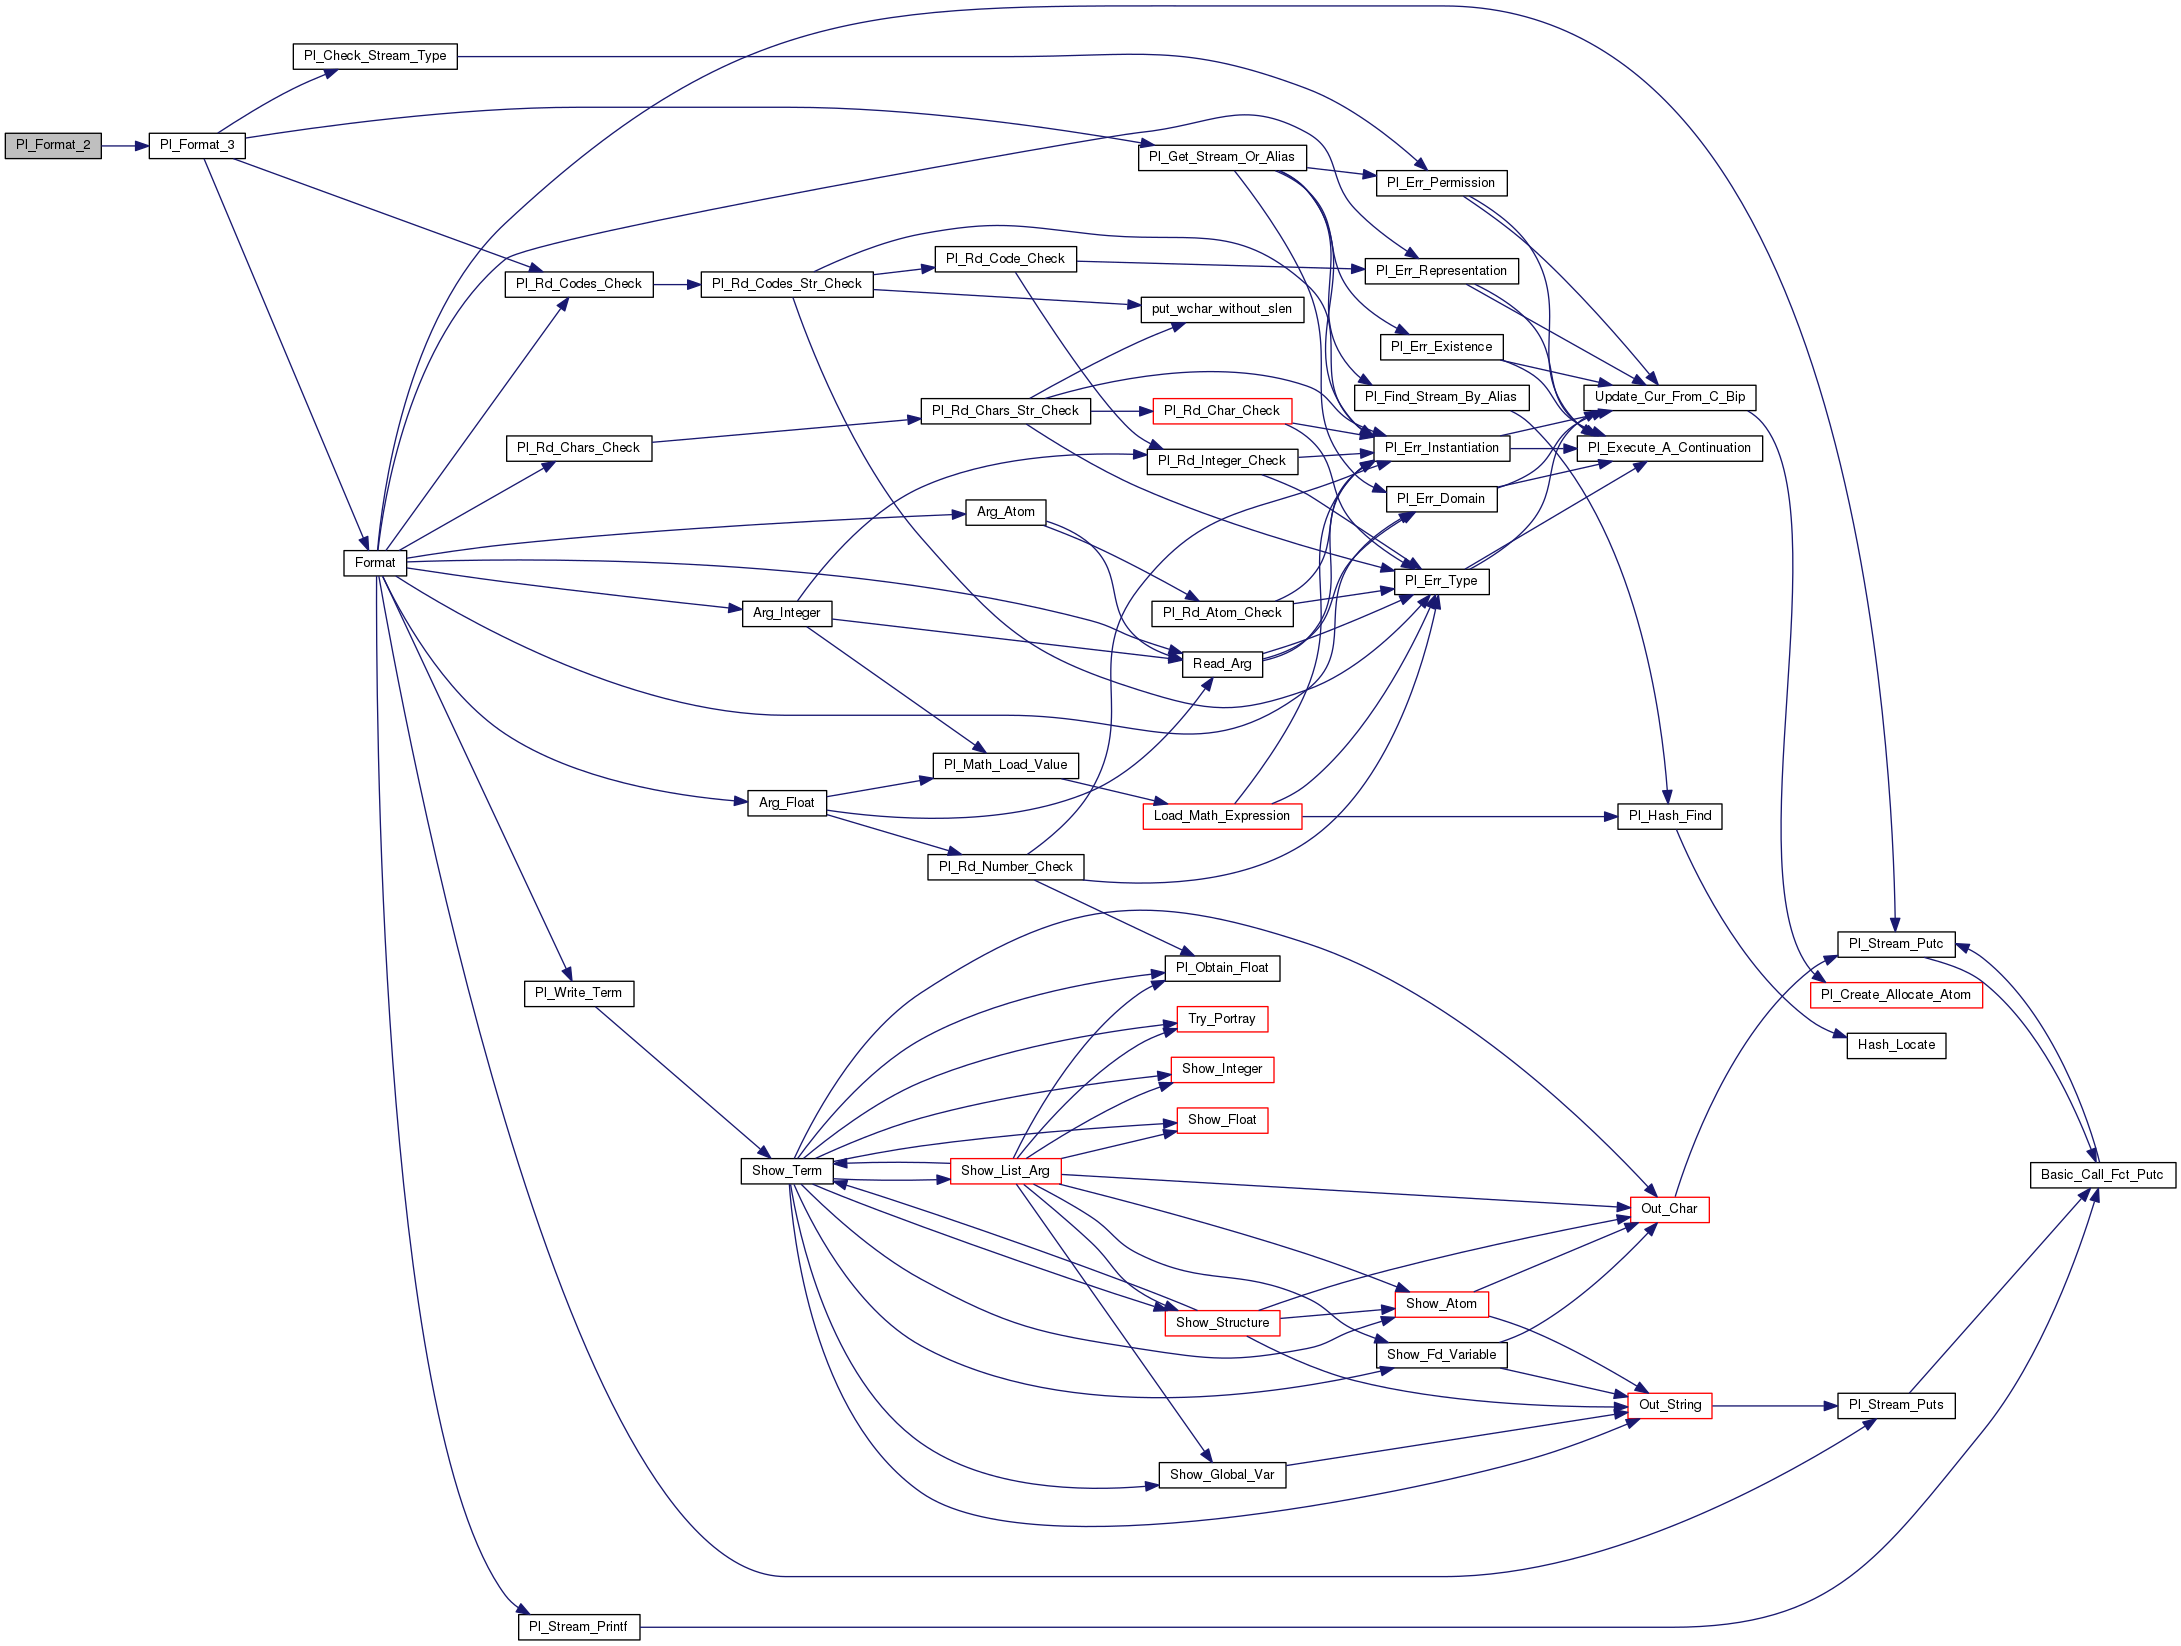 Pl_Check_Stream_Type
Pl_Format_2
Pl_Format_3
Pl_Get_Stream_Or_Alias
Pl_Err_Permission
Pl_Rd_Code_Check
Pl_Err_Representation
Pl_Rd_Codes_Check
Pl_Rd_Codes_Str_Check
put_wchar_without_slen
Pl_Err_Existence
Pl_Find_Stream_By_Alias
Update_Cur_From_C_Bip
Pl_Rd_Chars_Str_Check
Pl_Rd_Char_Check
Pl_Rd_Chars_Check
Pl_Err_Instantiation
Pl_Execute_A_Continuation
Pl_Rd_Integer_Check
Pl_Err_Domain
Arg_Atom
Format
Pl_Err_Type
Arg_Integer
Pl_Rd_Atom_Check
Read_Arg
Pl_Math_Load_Value
Arg_Float
Load_Math_Expression
Pl_Hash_Find
Pl_Rd_Number_Check
Pl_Stream_Putc
Pl_Obtain_Float
Pl_Write_Term
Pl_Create_Allocate_Atom
Try_Portray
Hash_Locate
Show_Integer
Show_Float
Show_Term
Show_List_Arg
Basic_Call_Fct_Putc
Out_Char
Show_Atom
Show_Structure
Show_Fd_Variable
Out_String
Pl_Stream_Puts
Show_Global_Var
Pl_Stream_Printf